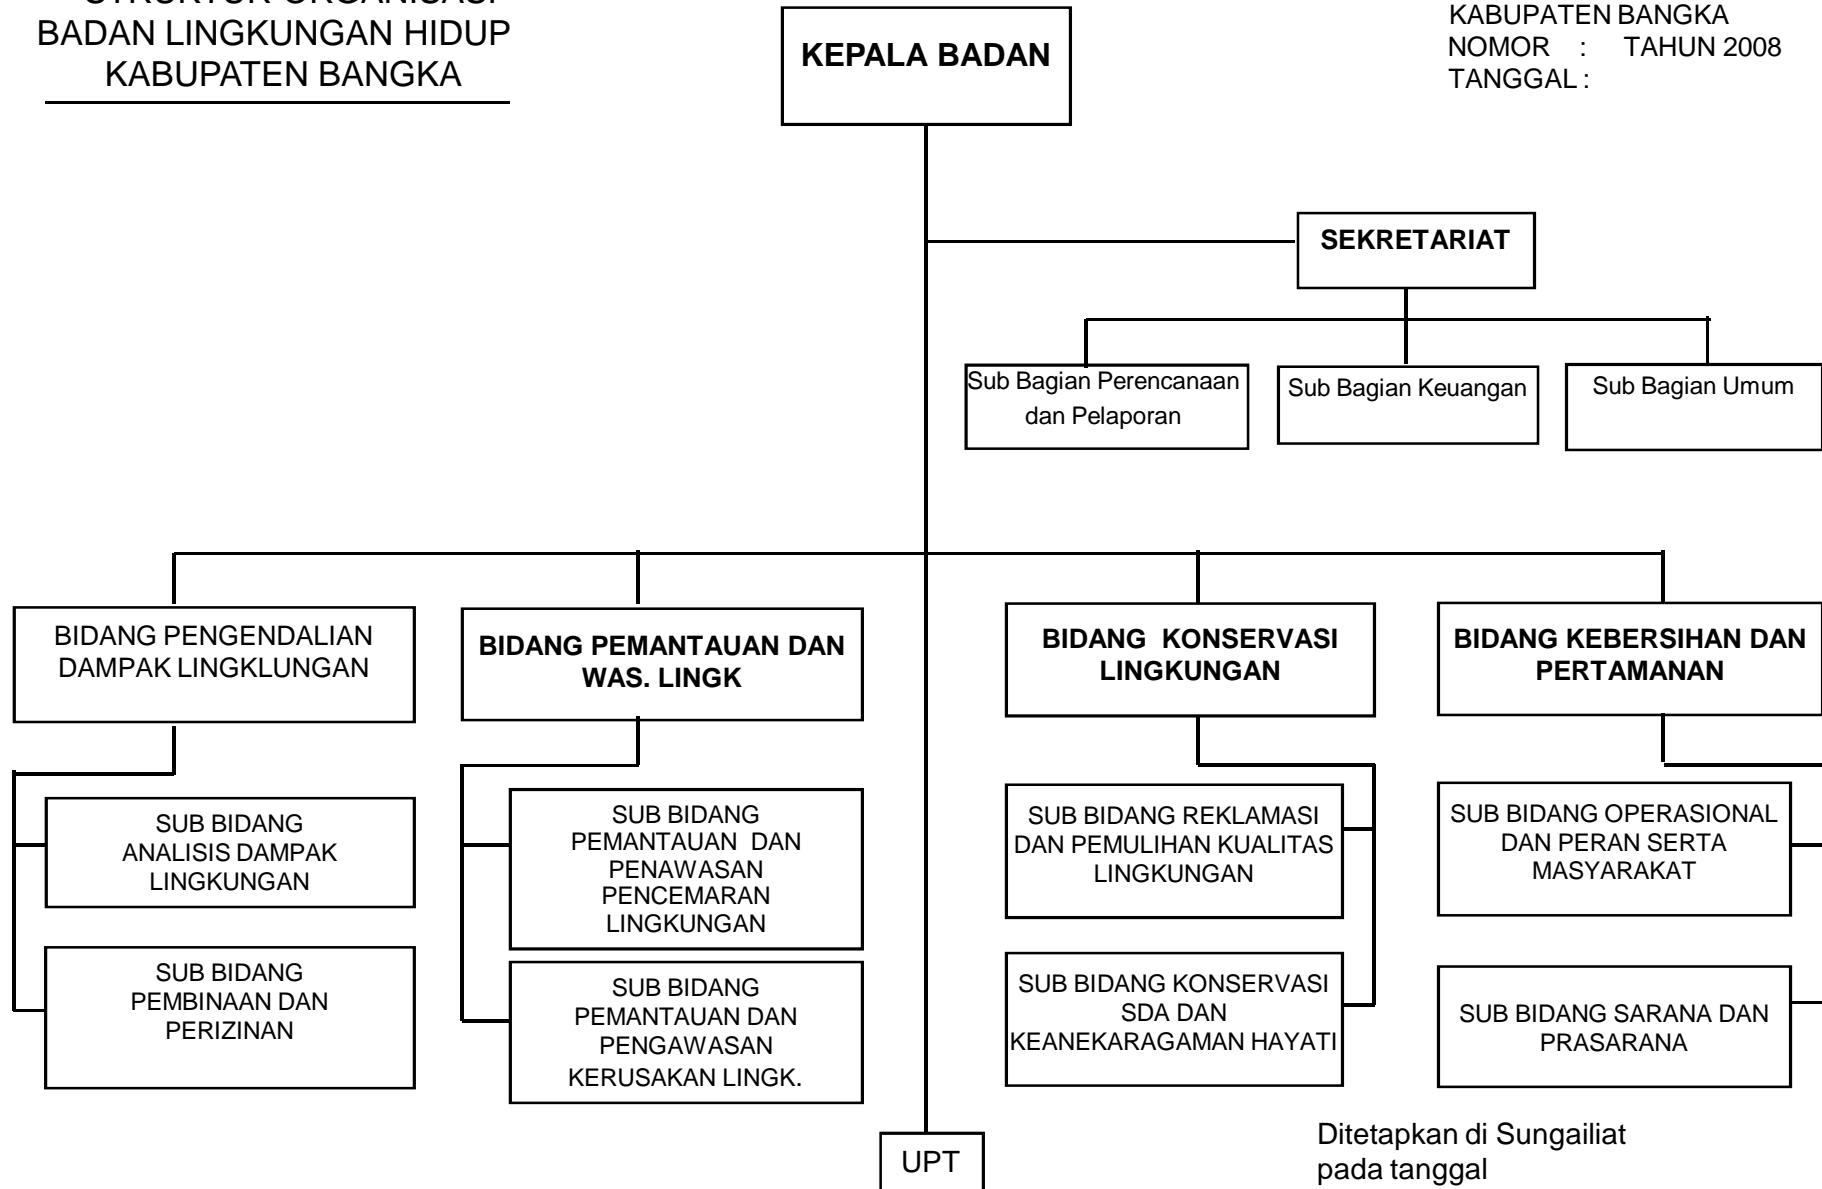 STRUKTUR ORGANISASI
BADAN LINGKUNGAN HIDUP
KABUPATEN BANGKA
KABUPATEN BANGKA
NOMOR : TAHUN 2008
TANGGAL :
KEPALA BADAN
SEKRETARIAT
Sub Bagian Perencanaan
dan Pelaporan
Sub Bagian Keuangan
Sub Bagian Umum
BIDANG PENGENDALIAN
DAMPAK LINGKLUNGAN
BIDANG PEMANTAUAN DAN
WAS. LINGK
BIDANG KONSERVASI
LINGKUNGAN
BIDANG KEBERSIHAN DAN
PERTAMANAN
SUB BIDANG
ANALISIS DAMPAK
LINGKUNGAN
SUB BIDANG
PEMANTAUAN DAN
PENAWASAN
PENCEMARAN
LINGKUNGAN
SUB BIDANG REKLAMASI
DAN PEMULIHAN KUALITAS
LINGKUNGAN
SUB BIDANG OPERASIONAL
DAN PERAN SERTA
MASYARAKAT
SUB BIDANG
PEMBINAAN DAN
PERIZINAN
SUB BIDANG
PEMANTAUAN DAN
PENGAWASAN
KERUSAKAN LINGK.
SUB BIDANG KONSERVASI
SDA DAN
KEANEKARAGAMAN HAYATI
SUB BIDANG SARANA DAN
PRASARANA
UPT
Ditetapkan di Sungailiat
pada tanggal